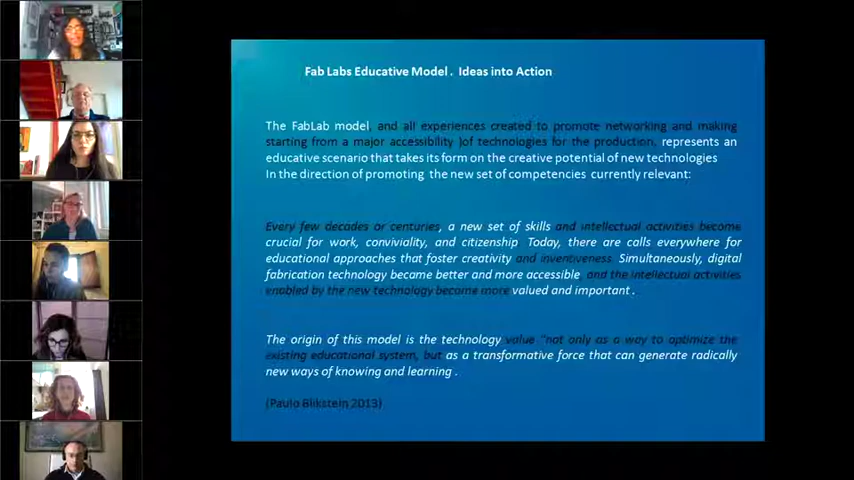 Fab Labs Educative Model . Ideas into Action
The FabLab model, and all experiences created to promote networking and making
starting from a major accessibility )of technologies for the production, represents an
educative scenario that takes its form on the creative potential of new technologies
In the direction of promoting the new set of competencies currently relevant:
Every few decades or centuries, a new set of skills and intellectual activities become
crucial for work, conviviality, and citizenship. Today, there are calls everywhere for
educational approaches that foster creativity and inventiveness. Simultaneously, digital
fabrication technology became better and more accessible, and the intellectual activities
enabled by the new technology became more valued and important .
The origin of this model is the technology value "not only as a way to optimize the
existing educational system, but as a transformative force that can generate radically
new ways of knowing and learning .
(Paulo Blikstein 2013)